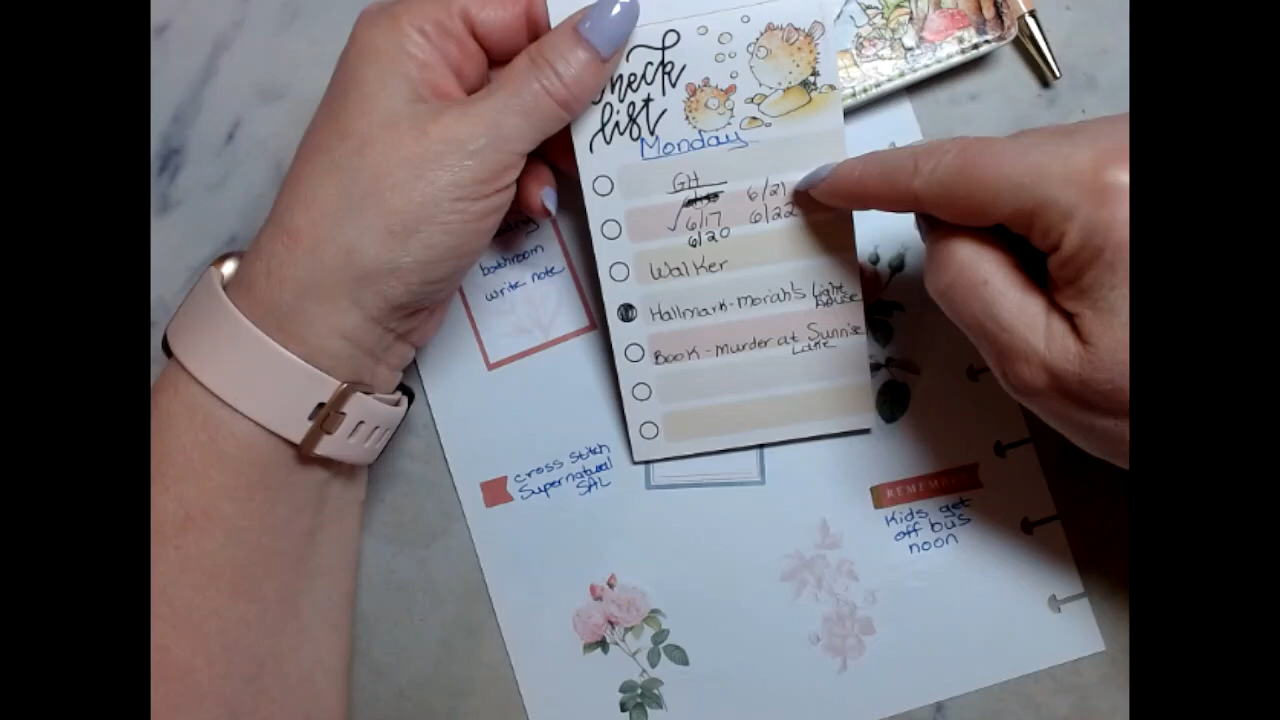 check
list
Monday
GH
6/17
6/20
6/21
6/22
Walker
Hallmark - Moriah's Light
house
Book - Murder at Sunrise
Lane
bathroom
write note
cross stitch
Supernatural
SAL
REMEMBER
Kids get
off bus
noon